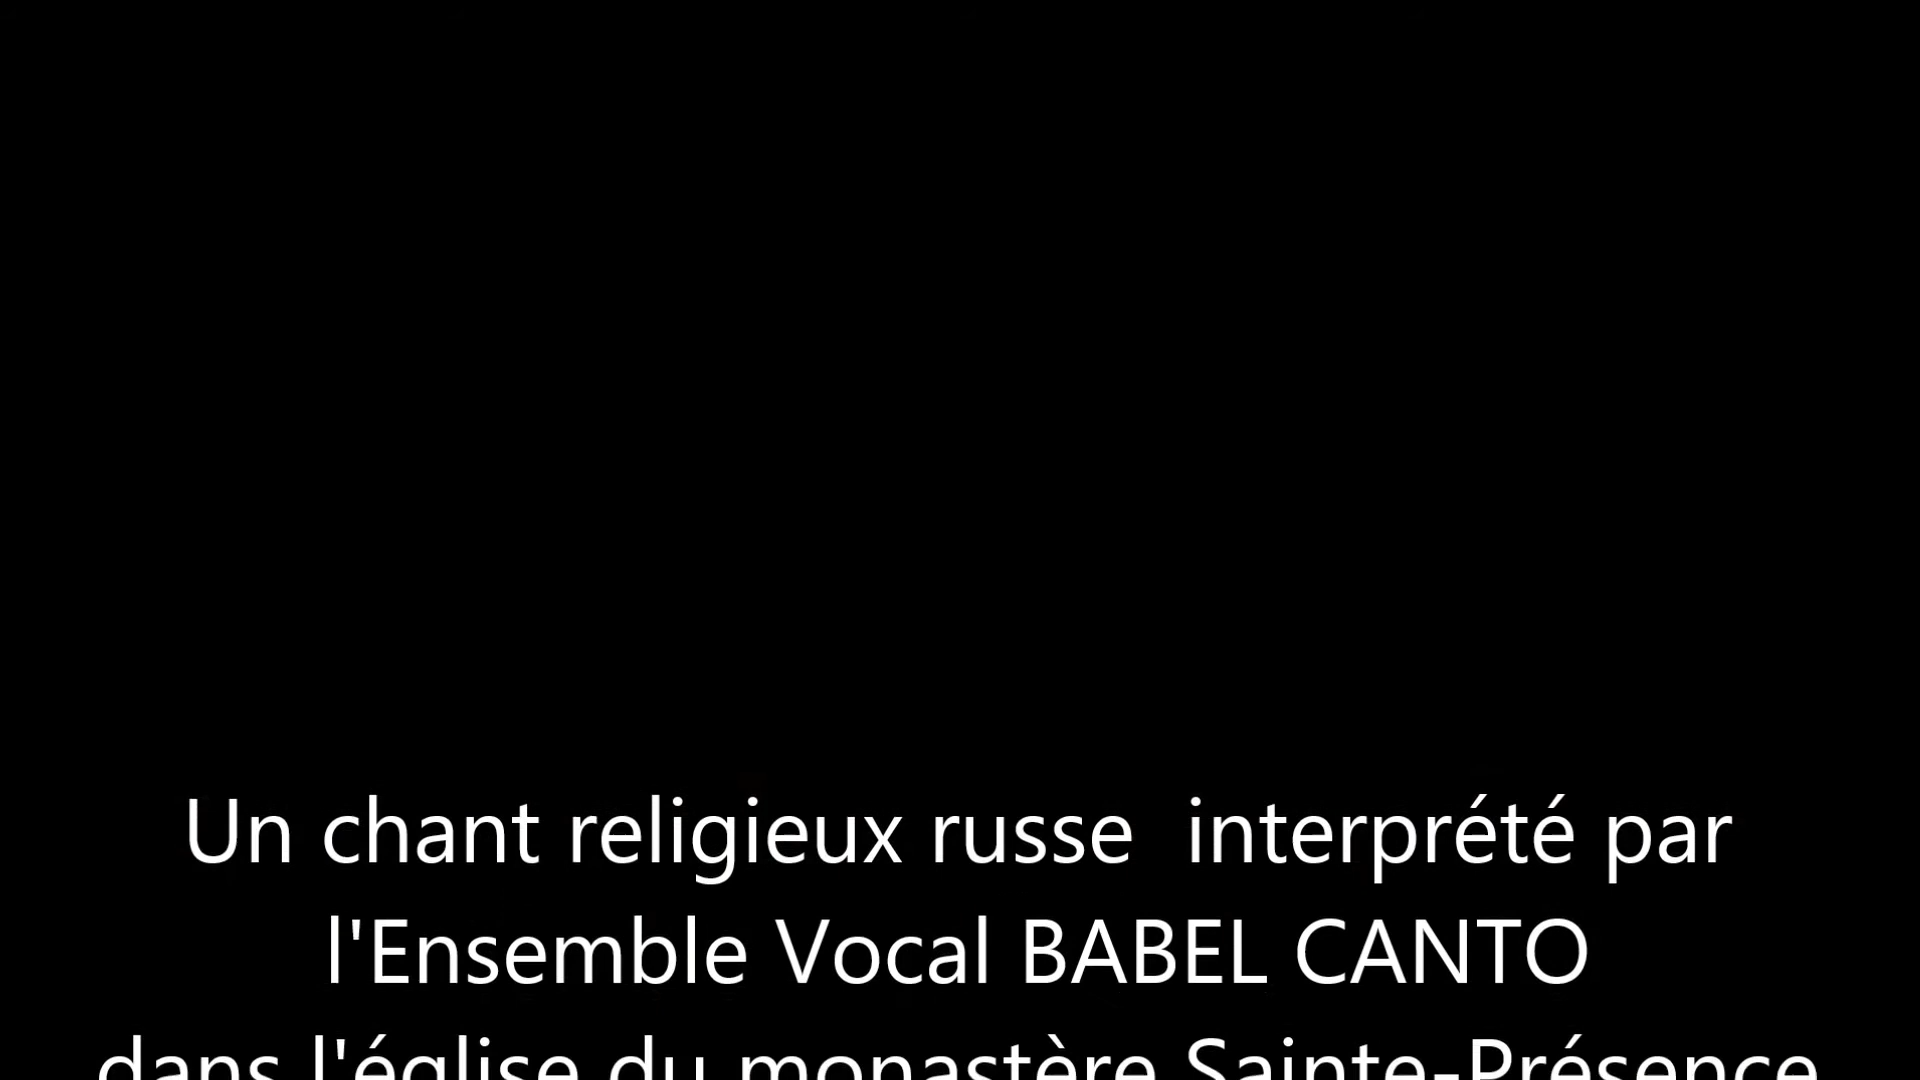 Un chant religieux russe  interprété par
l'Ensemble Vocal BABEL CANTO
dans l'église du monastère Sainte-Présence